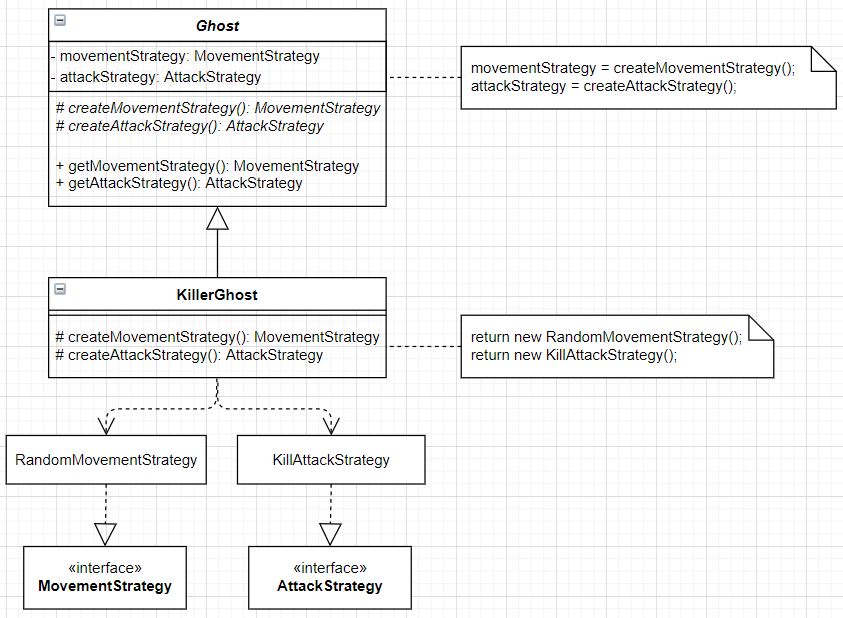 Ghost
- movementStrategy: MovementStrategy
- attackStrategy: AttackStrategy
movementStrategy = createMovementStrategy();
attackStrategy = createAttackStrategy();
# createMovementStrategy(): MovementStrategy
# createAttackStrategy(): AttackStrategy
+ getMovementStrategy(): MovementStrategy
+ getAttackStrategy(): AttackStrategy
KillerGhost
# createMovementStrategy(): MovementStrategy
# createAttackStrategy(): AttackStrategy
return new RandomMovementStrategy();
return new KillAttackStrategy();
RandomMovementStrategy
KillAttackStrategy
«interface»
MovementStrategy
«interface»
AttackStrategy